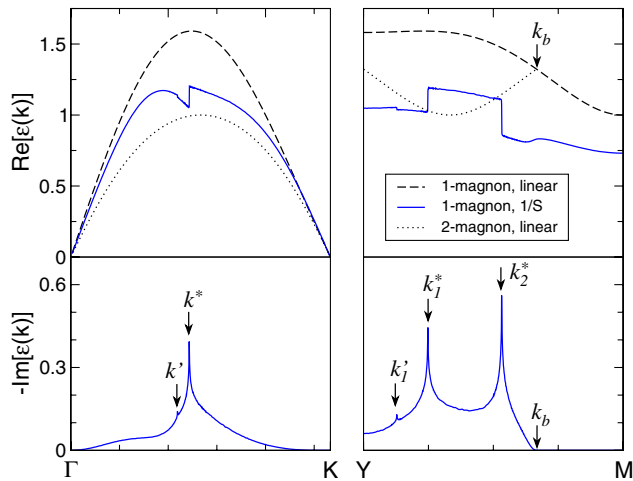 Re[ε(k)]
1.5
1
0.5
0
k_b
1-magnon, linear
1-magnon, 1/S
2-magnon, linear
-Im[ε(k)]
0.6
0.3
0
k*
k'
k*_1
k*_2
k'_1
k_b
Γ K Y M